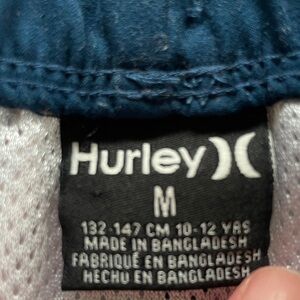 Hurley
M
132-147 CM 10-12 YRS
MADE IN BANGLADESH
FABRIQUÉ EN BANGLADESH
HECHO EN BANGLADESH